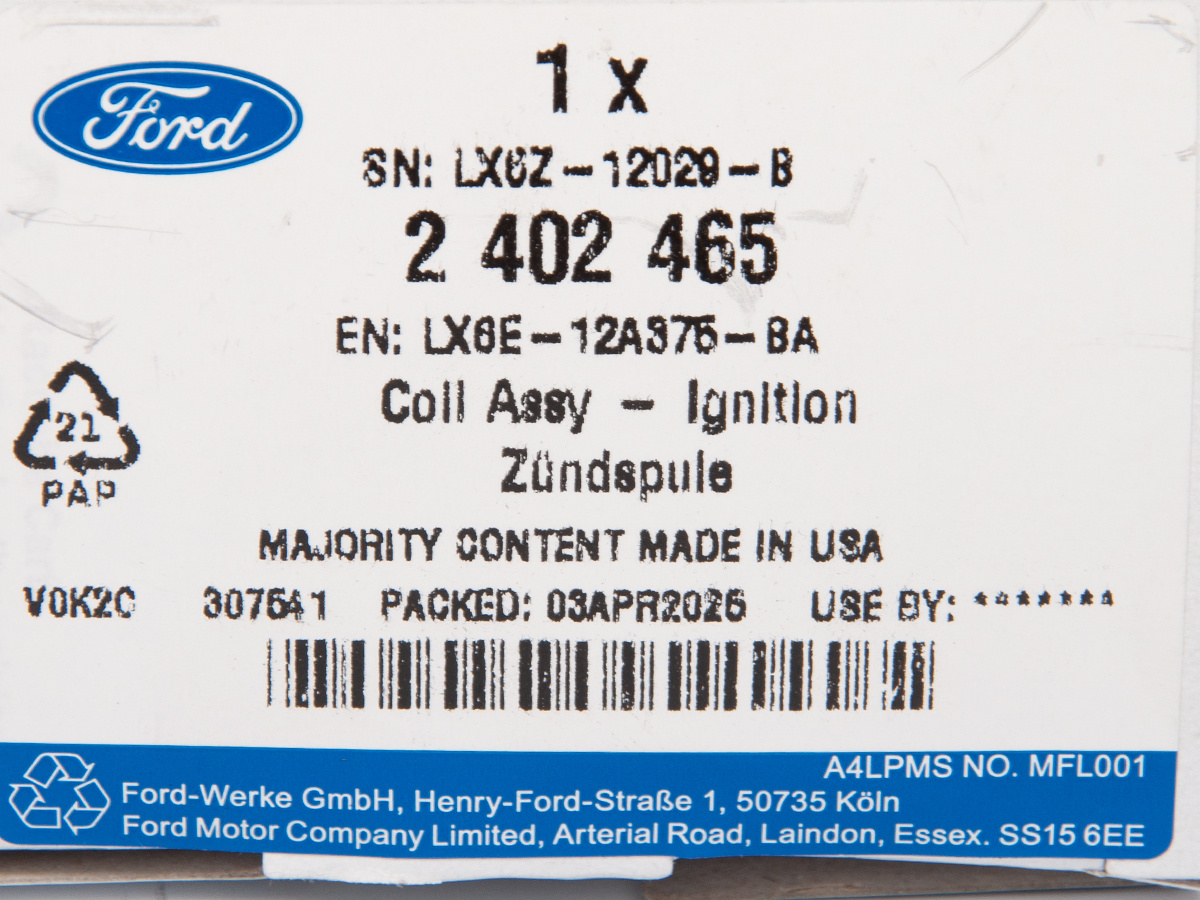 Ford
1 x
SN: LX6Z-12029-B
2 402 465
EN: LX6E-12A375-BA
Coil Assy - Ignition
Zündspule
21
PAP
MAJORITY CONTENT MADE IN USA
V0K2C 307541 PACKED: 03APR2025 USE BY: *******
A4LPMS NO. MFL001
Ford-Werke GmbH, Henry-Ford-Straße 1, 50735 Köln
Ford Motor Company Limited, Arterial Road, Laindon, Essex. SS15 6EE